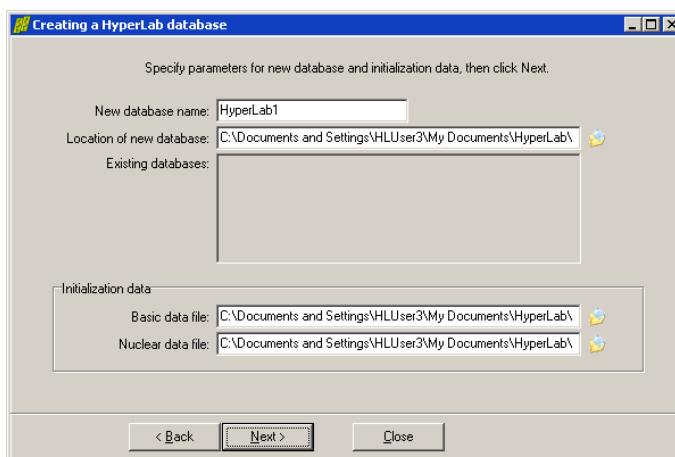 Creating a HyperLab database
Specify parameters for new database and initialization data, then click Next.
New database name: HyperLab1
Location of new database: C:\Documents and Settings\HLUser3\My Documents\HyperLab\
Existing databases:
Initialization data
Basic data file: C:\Documents and Settings\HLUser3\My Documents\HyperLab\
Nuclear data file: C:\Documents and Settings\HLUser3\My Documents\HyperLab\
< Back Next > Close